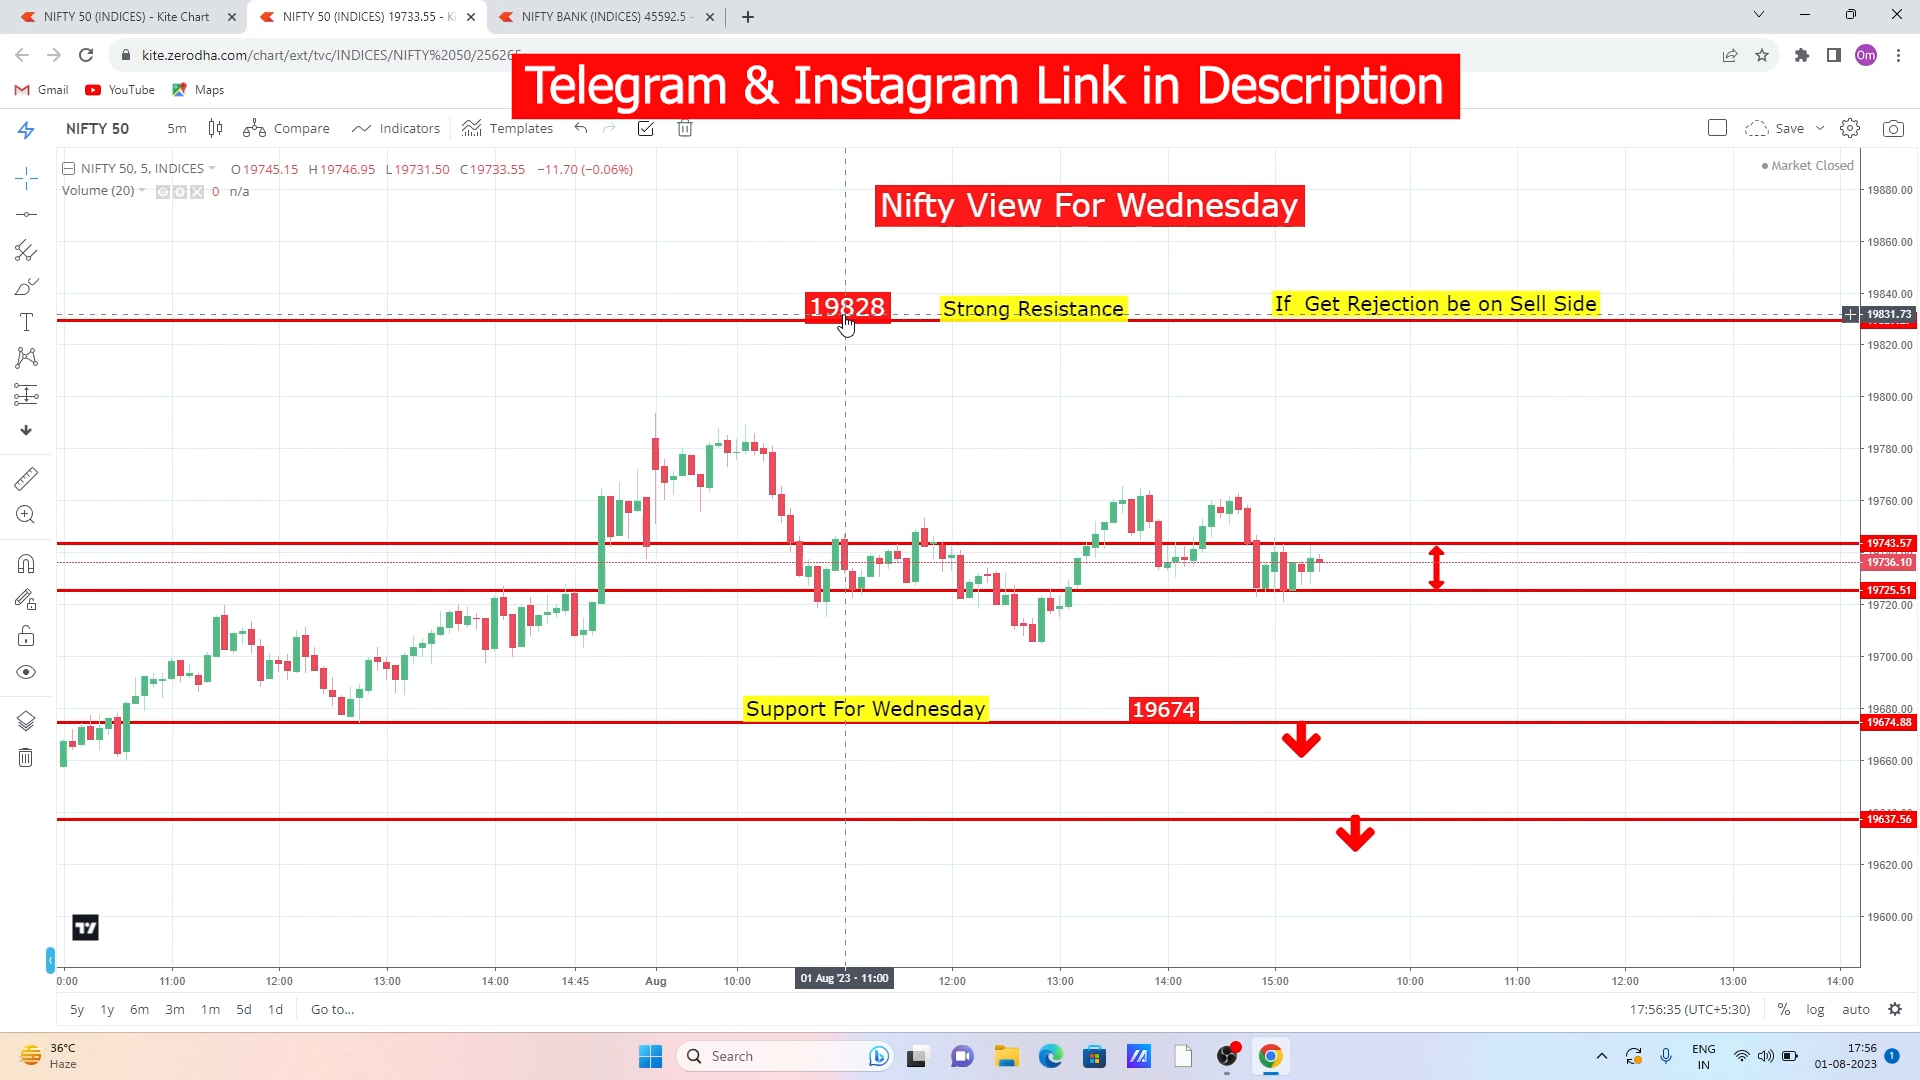 NIFTY 50 (INDICES) - Kite Chart
NIFTY 50 (INDICES) 19733.55 - Ki
NIFTY BANK (INDICES) 45592.5 -
kite.zerodha.com/chart/ext/tvc/INDICES/NIFTY%2050/256265
Om
Gmail
YouTube
Maps
Telegram & Instagram Link in Description
NIFTY 50
5m
Compare
Indicators
Templates
Save
NIFTY 50, 5, INDICES
O19745.15 H19746.95 L19731.50 C19733.55 −11.70 (−0.06%)
Market Closed
Volume (20)
0 n/a
Nifty View For Wednesday
19828
Strong Resistance
If Get Rejection be on Sell Side
Support For Wednesday
19674
19880.00
19860.00
19840.00
19831.73
19820.00
19800.00
19780.00
19760.00
19743.57
19736.10
19725.51
19720.00
19700.00
19680.00
19674.88
19660.00
19637.56
19620.00
19600.00
0:00
11:00
12:00
13:00
14:00
14:45
Aug
10:00
01 Aug '23 • 11:00
12:00
13:00
14:00
15:00
10:00
11:00
12:00
13:00
14:00
5y 1y 6m 3m 1m 5d 1d Go to...
17:56:35 (UTC+5:30) % log auto
36°C
Haze
Search
ENG
IN
17:56
01-08-2023
1